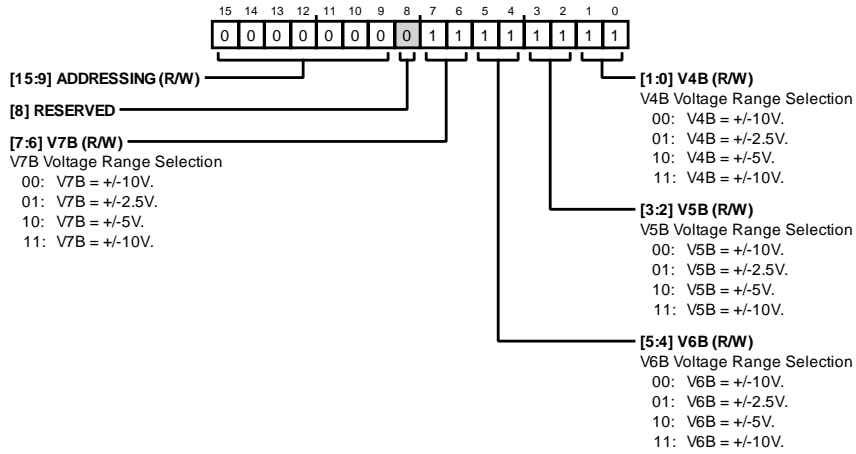 15 14 13 12 11 10 9 8 7 6 5 4 3 2 1 0
0 0 0 0 0 0 0 0 1 1 1 1 1 1 1 1
[15:9] ADDRESSING (R/W)
[8] RESERVED
[7:6] V7B (R/W)
V7B Voltage Range Selection
00: V7B = +/-10V.
01: V7B = +/-2.5V.
10: V7B = +/-5V.
11: V7B = +/-10V.
[1:0] V4B (R/W)
V4B Voltage Range Selection
00: V4B = +/-10V.
01: V4B = +/-2.5V.
10: V4B = +/-5V.
11: V4B = +/-10V.
[3:2] V5B (R/W)
V5B Voltage Range Selection
00: V5B = +/-10V.
01: V5B = +/-2.5V.
10: V5B = +/-5V.
11: V5B = +/-10V.
[5:4] V6B (R/W)
V6B Voltage Range Selection
00: V6B = +/-10V.
01: V6B = +/-2.5V.
10: V6B = +/-5V.
11: V6B = +/-10V.